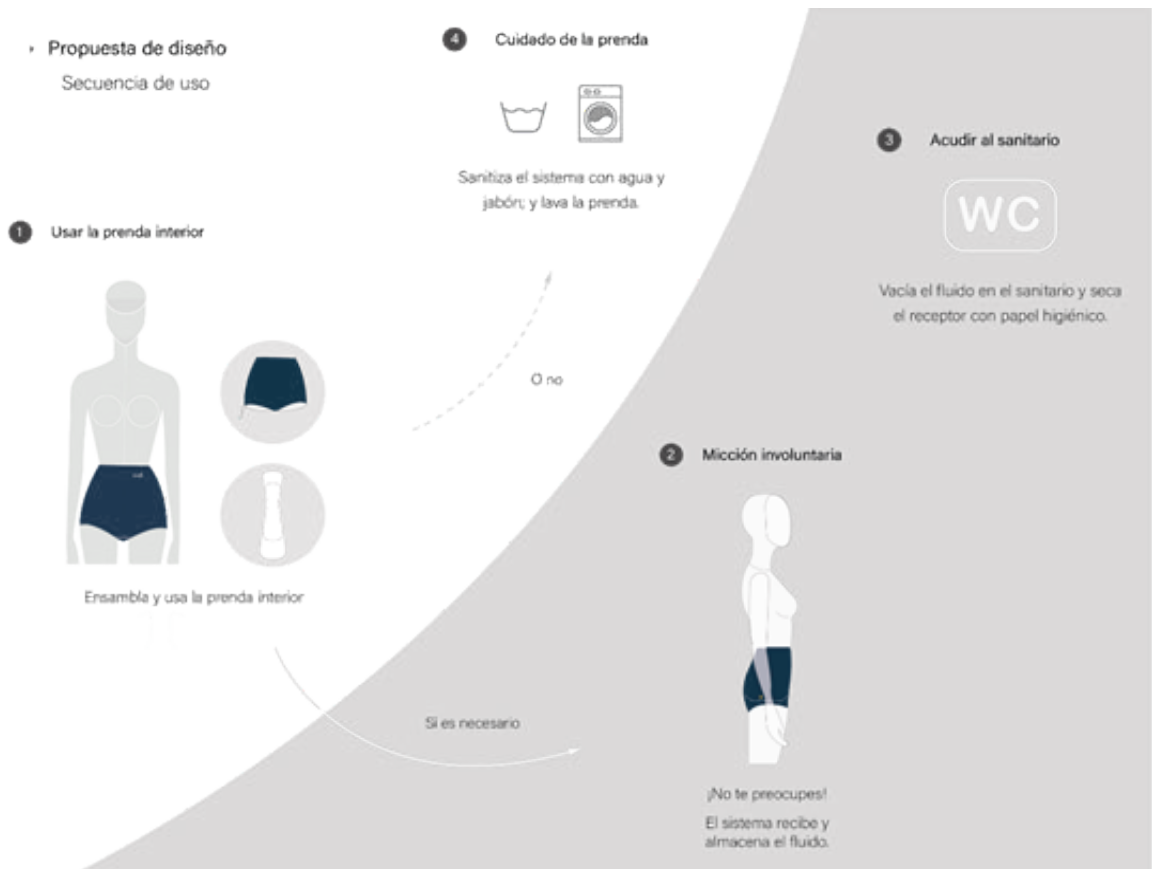 Propuesta de diseño
Secuencia de uso
1 Usar la prenda interior
Ensambla y usa la prenda interior
Si es necesario
O no
2 Micción involuntaria
¡No te preocupes!
El sistema recibe y
almacena el fluido.
3 Acudir al sanitario
WC
Vacía el fluido en el sanitario y seca
el receptor con papel higiénico.
4 Cuidado de la prenda
Sanitiza el sistema con agua y
jabón; y lava la prenda.